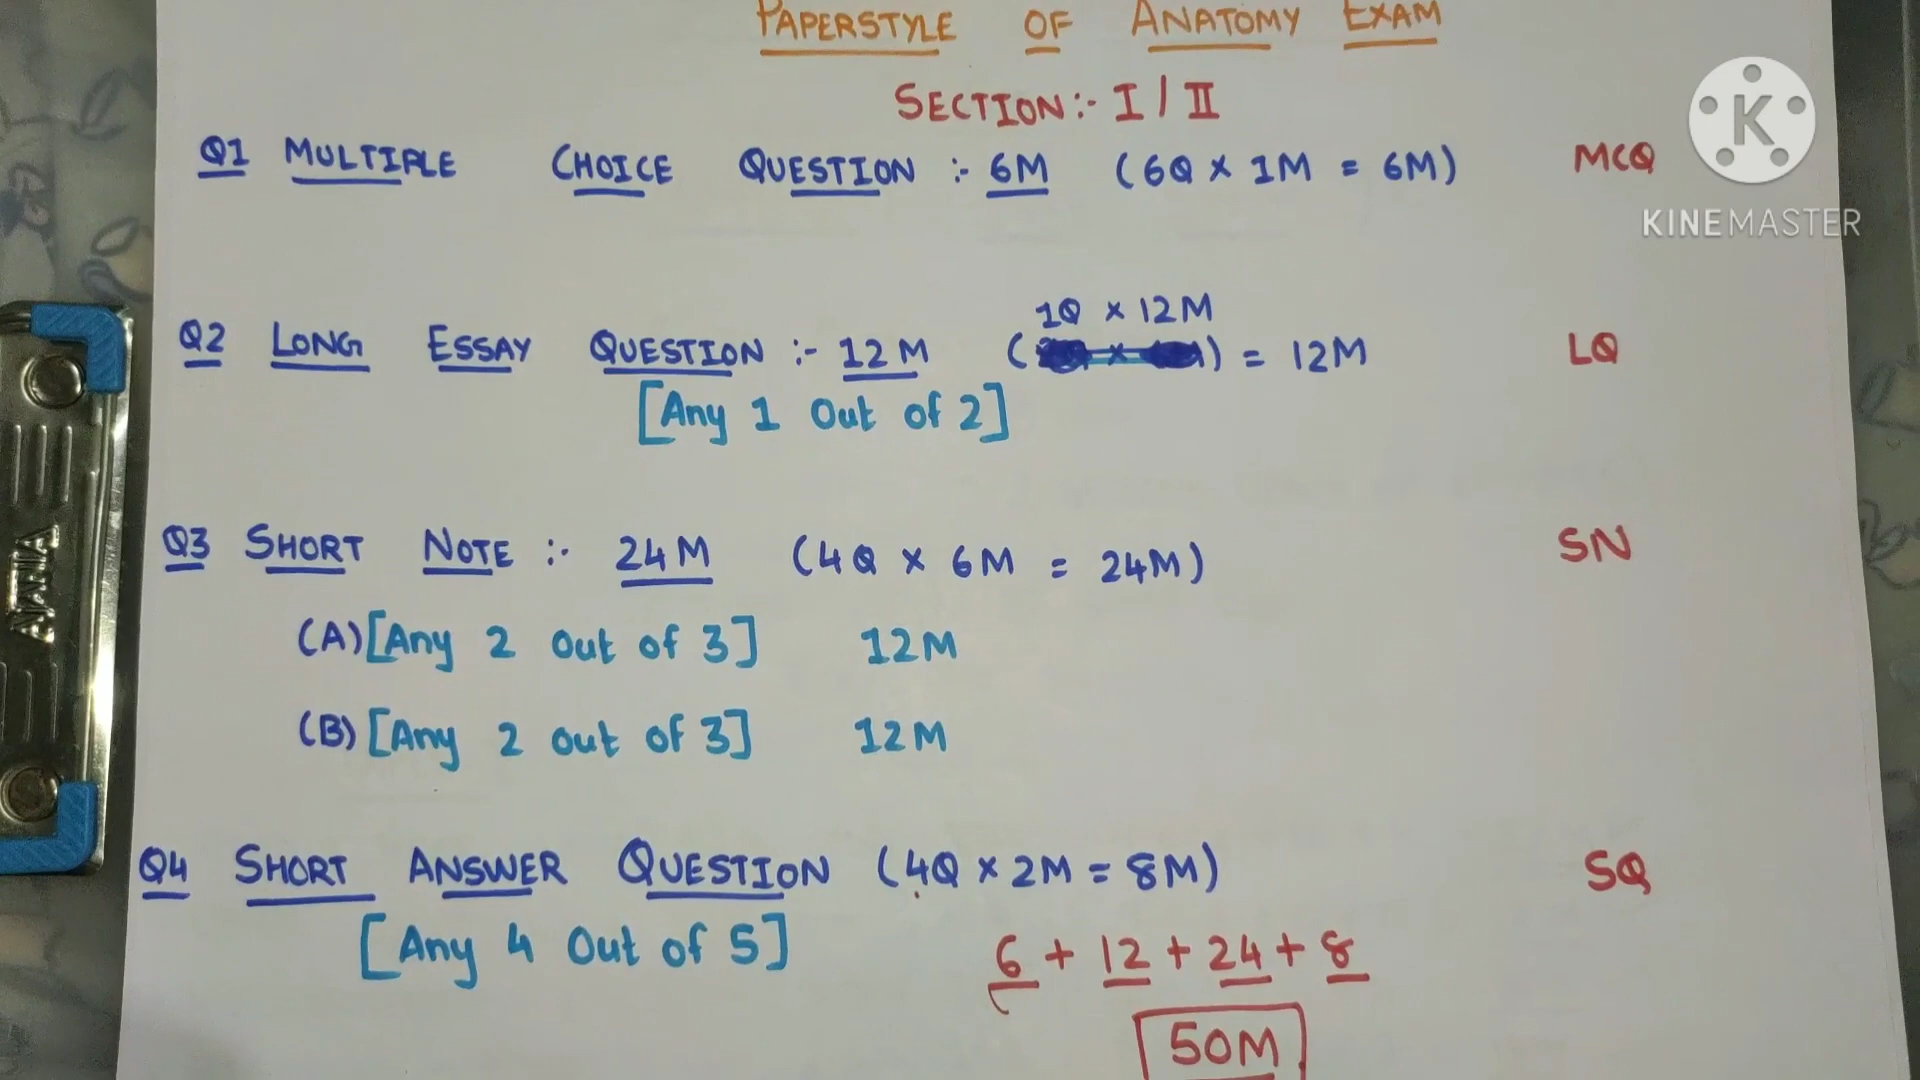 PAPERSTYLE OF ANATOMY EXAM
SECTION:- I / II
Q1 MULTIPLE CHOICE QUESTION :- 6M (6Q × 1M = 6M) MCQ
K
KINEMASTER
1Q × 12M
Q2 LONG ESSAY QUESTION :- 12M ( ) = 12M LQ
[Any 1 Out of 2]
Q3 SHORT NOTE :- 24M (4Q × 6M = 24M) SN
(A) [Any 2 Out of 3] 12M
(B) [Any 2 out of 3] 12M
Q4 SHORT ANSWER QUESTION (4Q × 2M = 8M) SQ
[Any 4 Out of 5]
6 + 12 + 24 + 8
50M
AJANTA